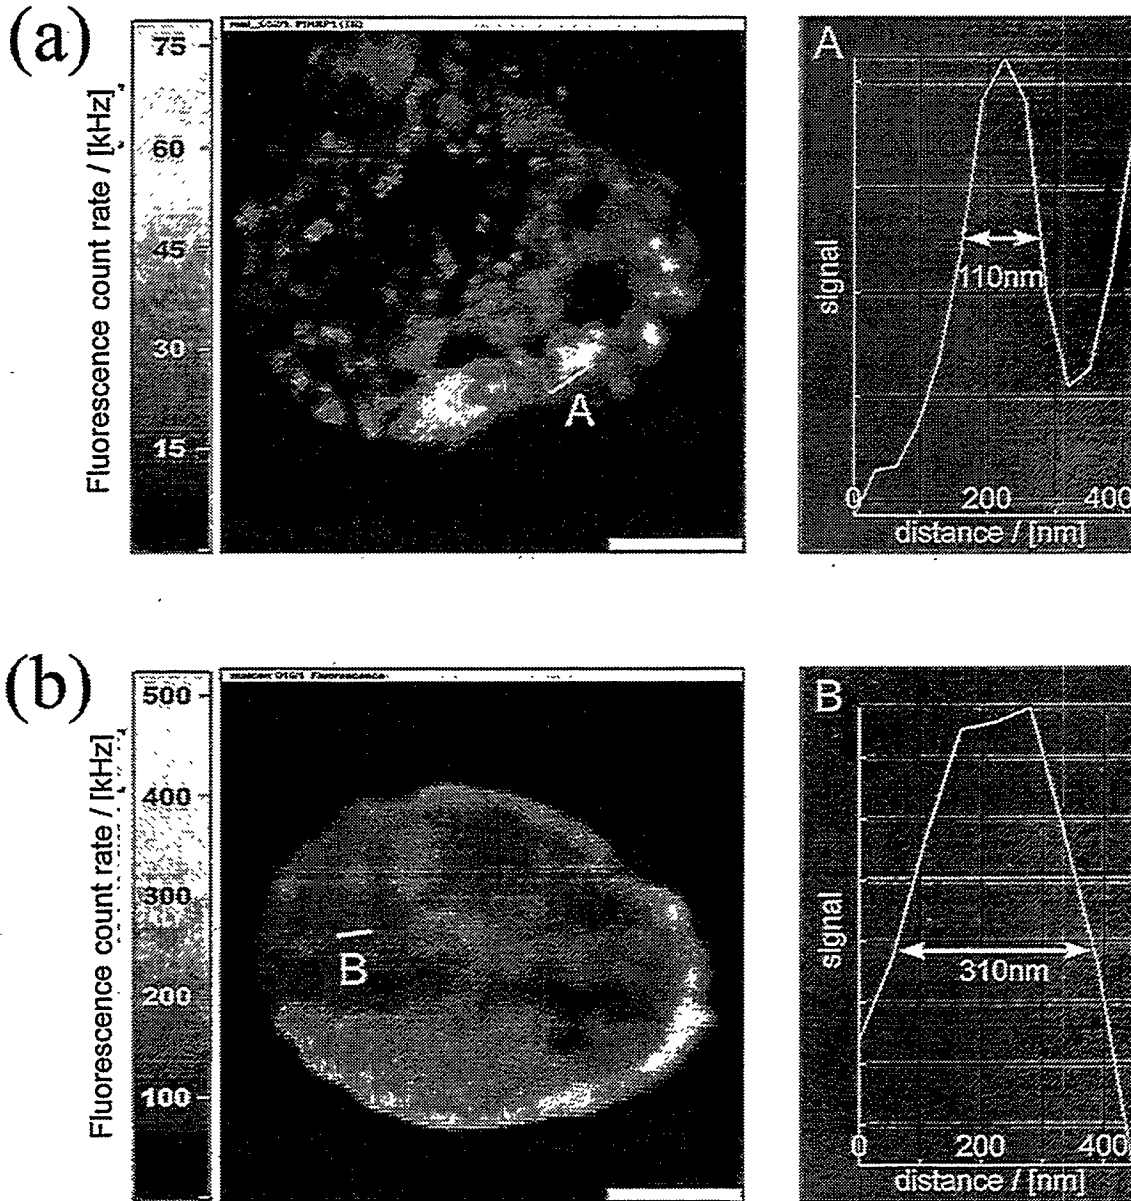 (a)
Fluorescence count rate / [kHz]
75
60
45
30
15
A
A
signal
110nm
0 200 400
distance / [nm]
(b)
Fluorescence count rate / [kHz]
500
400
300
200
100
B
B
signal
310nm
0 200 400
distance / [nm]